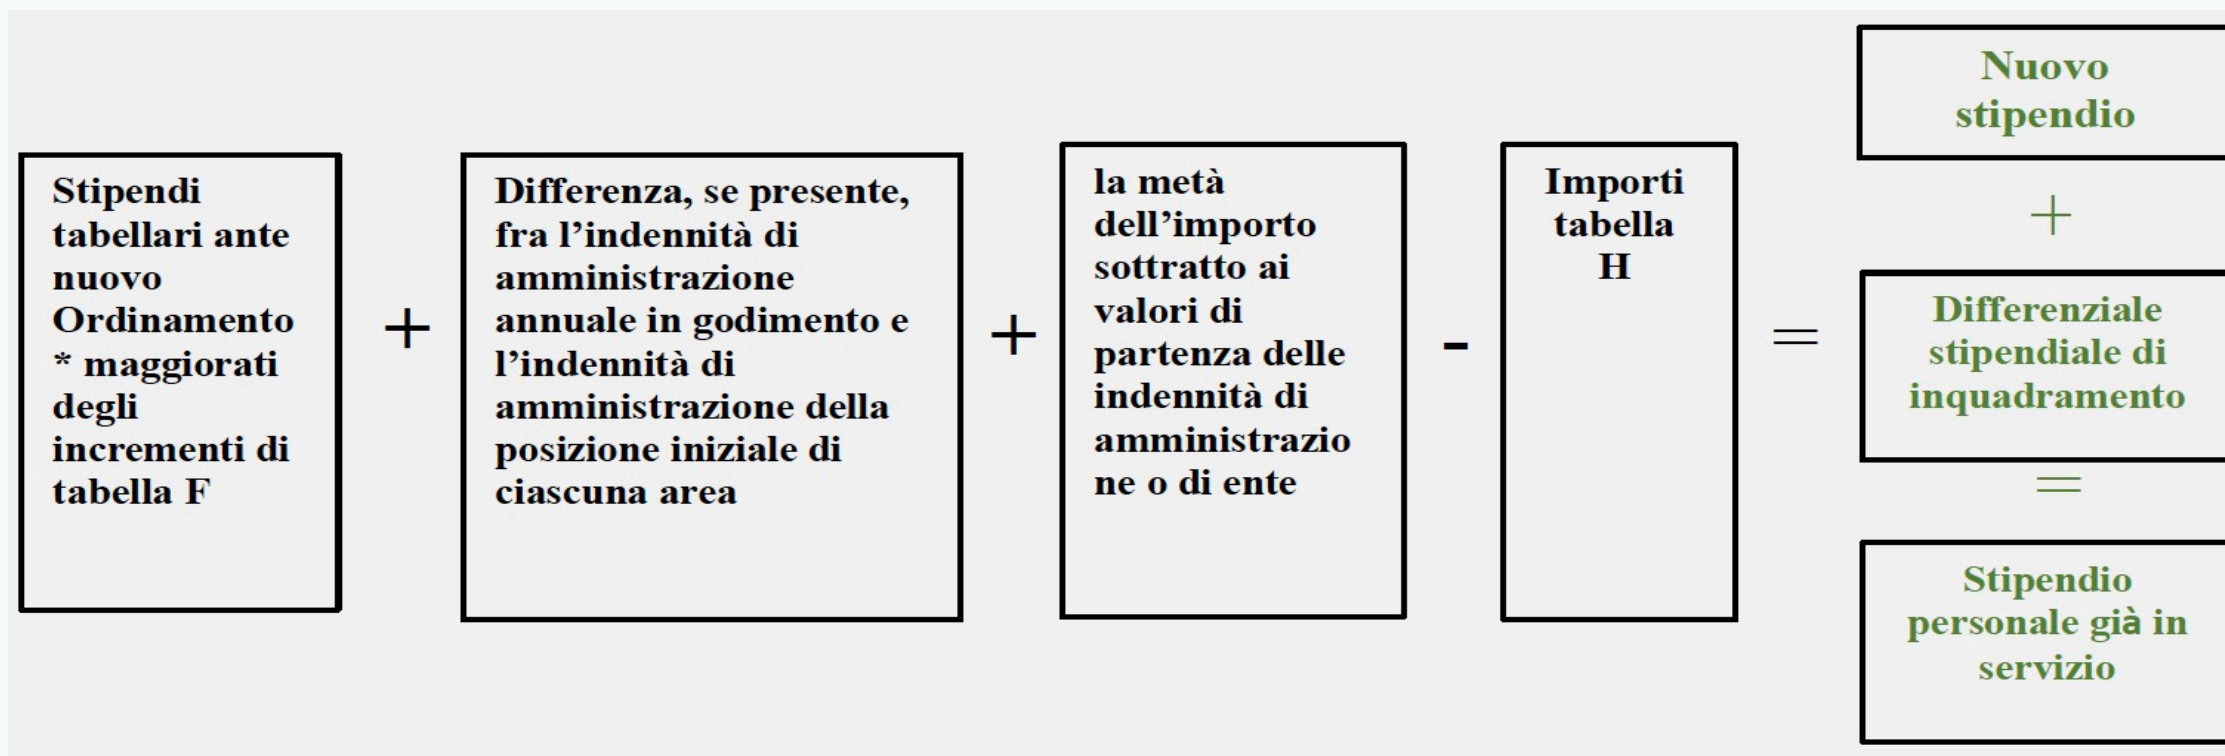 Stipendi
tabellari ante
nuovo
Ordinamento
* maggiorati
degli
incrementi di
tabella F
+
Differenza, se presente,
fra l’indennità di
amministrazione
annuale in godimento e
l’indennità di
amministrazione della
posizione iniziale di
ciascuna area
+
la metà
dell’importo
sottratto ai
valori di
partenza delle
indennità di
amministrazio
ne o di ente
-
Importi
tabella
H
=
Nuovo
stipendio
+
Differenziale
stipendiale di
inquadramento
=
Stipendio
personale già in
servizio